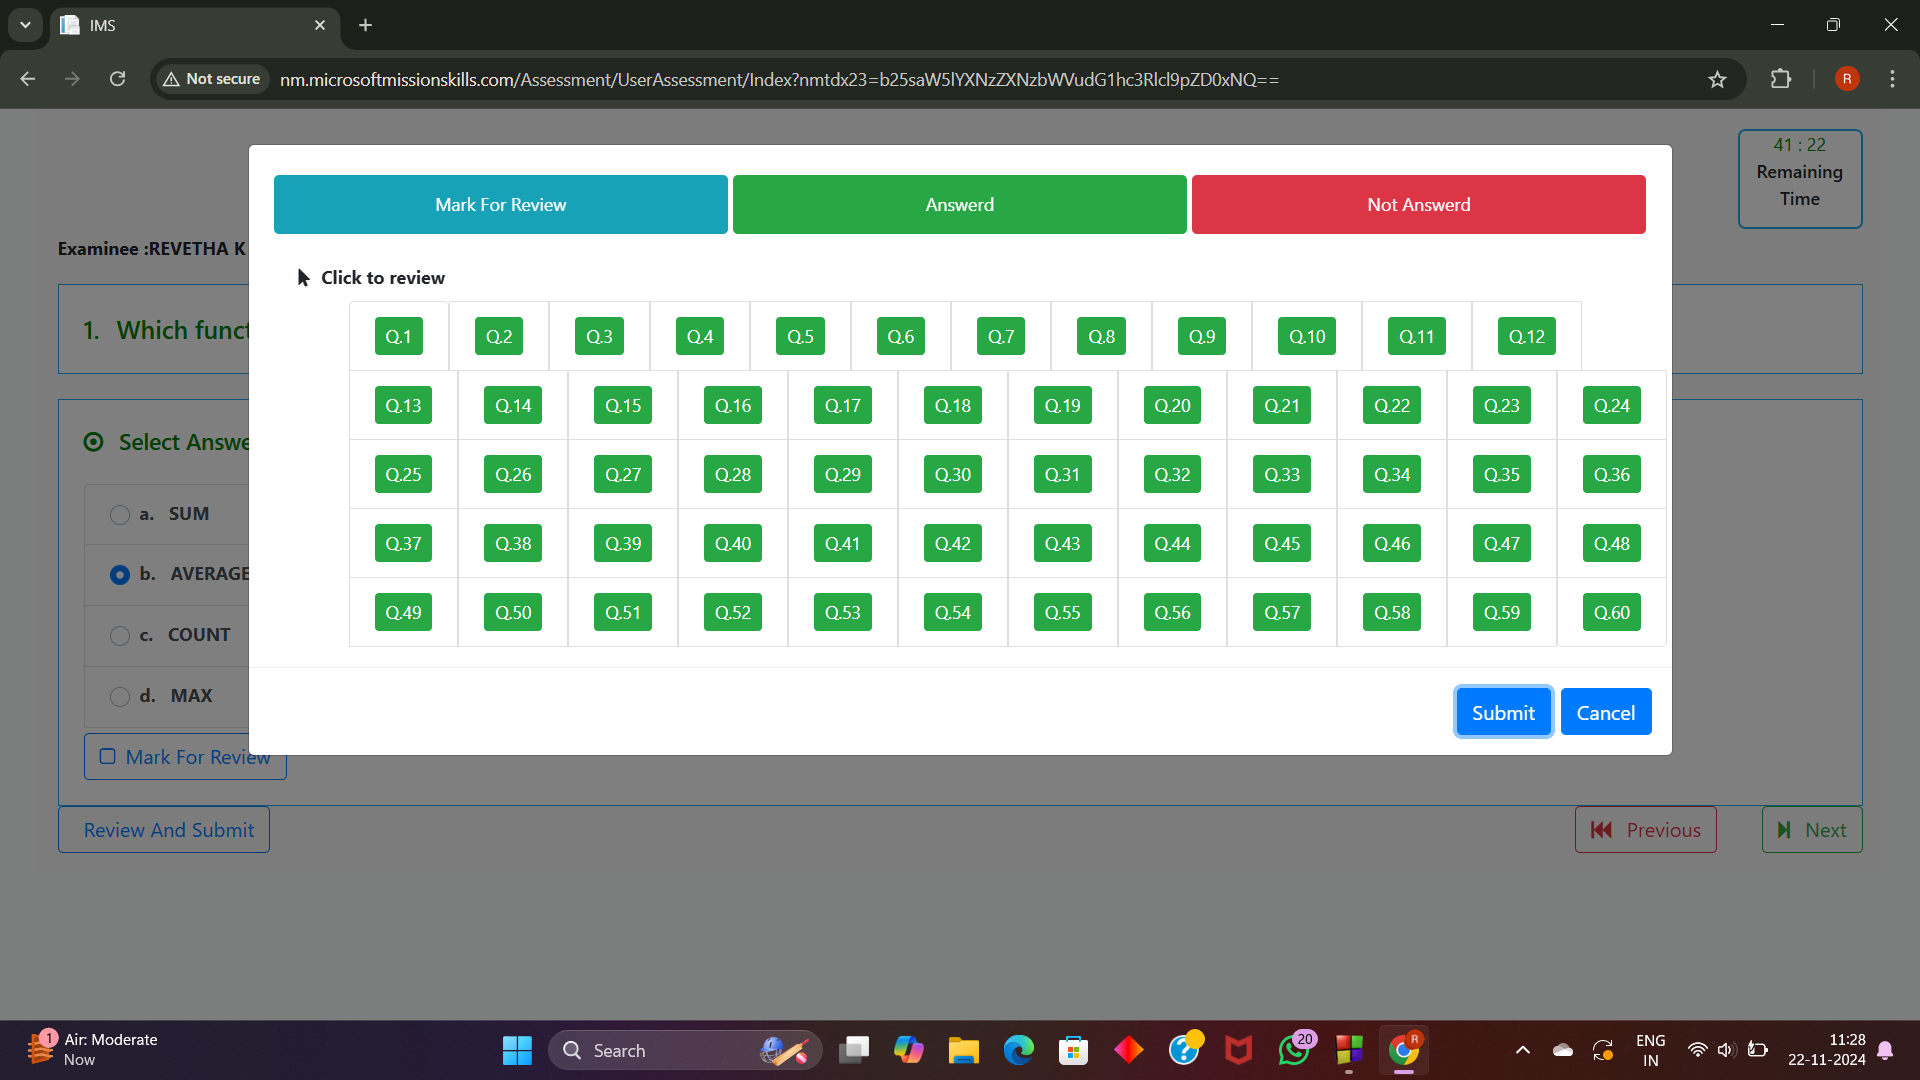 IMS
Not secure
nm.microsoftmissionskills.com/Assessment/UserAssessment/Index?nmtdx23=b25saW5lYXNzZXNzbWVudG1hc3Rlcl9pZD0xNQ==
R
41 : 22
Remaining
Time
Mark For Review
Answerd
Not Answerd
Examinee :REVETHA K
Click to review
1. Which funct
Q.1 Q.2 Q.3 Q.4 Q.5 Q.6 Q.7 Q.8 Q.9 Q.10 Q.11 Q.12
Q.13 Q.14 Q.15 Q.16 Q.17 Q.18 Q.19 Q.20 Q.21 Q.22 Q.23 Q.24
Select Answe
Q.25 Q.26 Q.27 Q.28 Q.29 Q.30 Q.31 Q.32 Q.33 Q.34 Q.35 Q.36
a. SUM
Q.37 Q.38 Q.39 Q.40 Q.41 Q.42 Q.43 Q.44 Q.45 Q.46 Q.47 Q.48
b. AVERAGE
Q.49 Q.50 Q.51 Q.52 Q.53 Q.54 Q.55 Q.56 Q.57 Q.58 Q.59 Q.60
c. COUNT
d. MAX
Submit
Cancel
Mark For Review
Review And Submit
Previous
Next
1
Air: Moderate
Now
Search
20
R
ENG
IN
11:28
22-11-2024